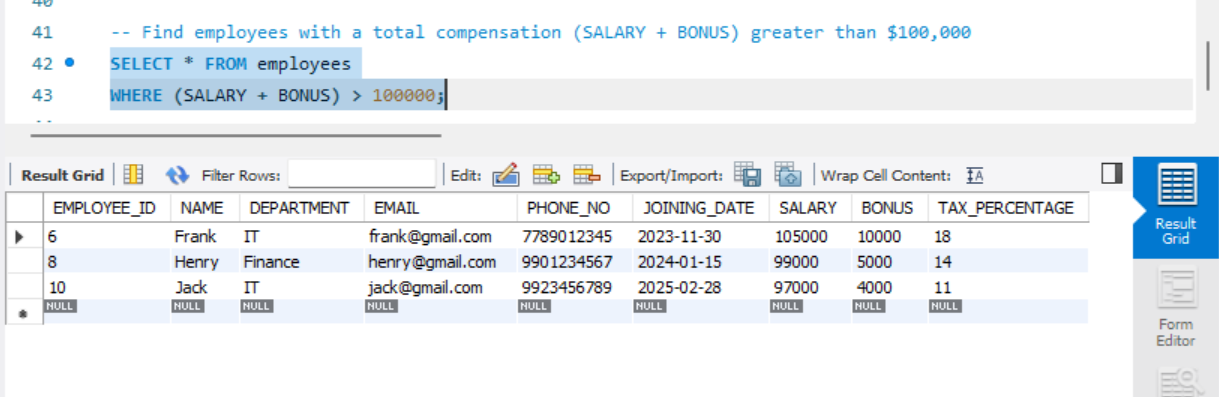 40
41 -- Find employees with a total compensation (SALARY + BONUS) greater than $100,000
42 SELECT * FROM employees
43 WHERE (SALARY + BONUS) > 100000;
Result Grid Filter Rows: Edit: Export/Import: Wrap Cell Content: IA
EMPLOYEE_ID NAME DEPARTMENT EMAIL PHONE_NO JOINING_DATE SALARY BONUS TAX_PERCENTAGE
6 Frank IT frank@gmail.com 7789012345 2023-11-30 105000 10000 18
8 Henry Finance henry@gmail.com 9901234567 2024-01-15 99000 5000 14
10 Jack IT jack@gmail.com 9923456789 2025-02-28 97000 4000 11
NULL NULL NULL NULL NULL NULL NULL NULL NULL
Result
Grid
Form
Editor